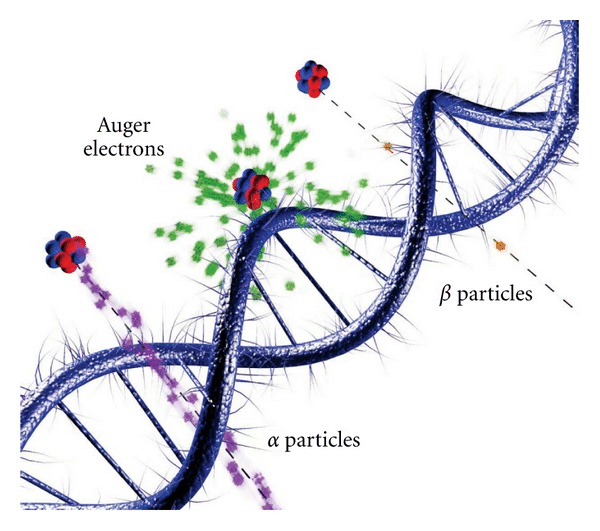 Auger
electrons
β particles
α particles